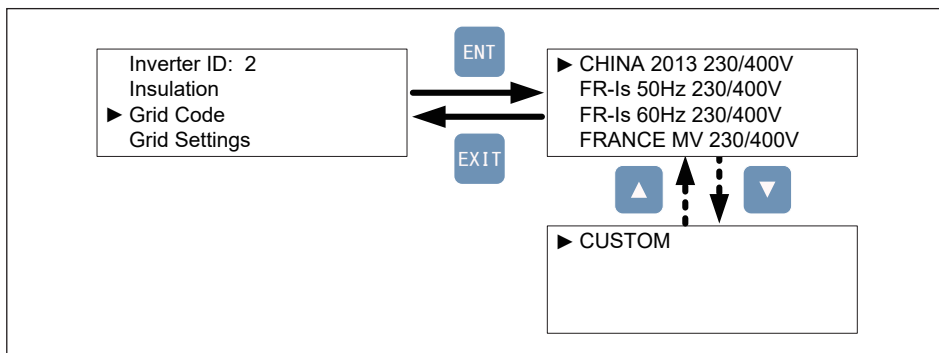 Inverter ID: 2
Insulation
► Grid Code
Grid Settings
ENT
EXIT
► CHINA 2013 230/400V
FR-Is 50Hz 230/400V
FR-Is 60Hz 230/400V
FRANCE MV 230/400V
▲
▼
► CUSTOM